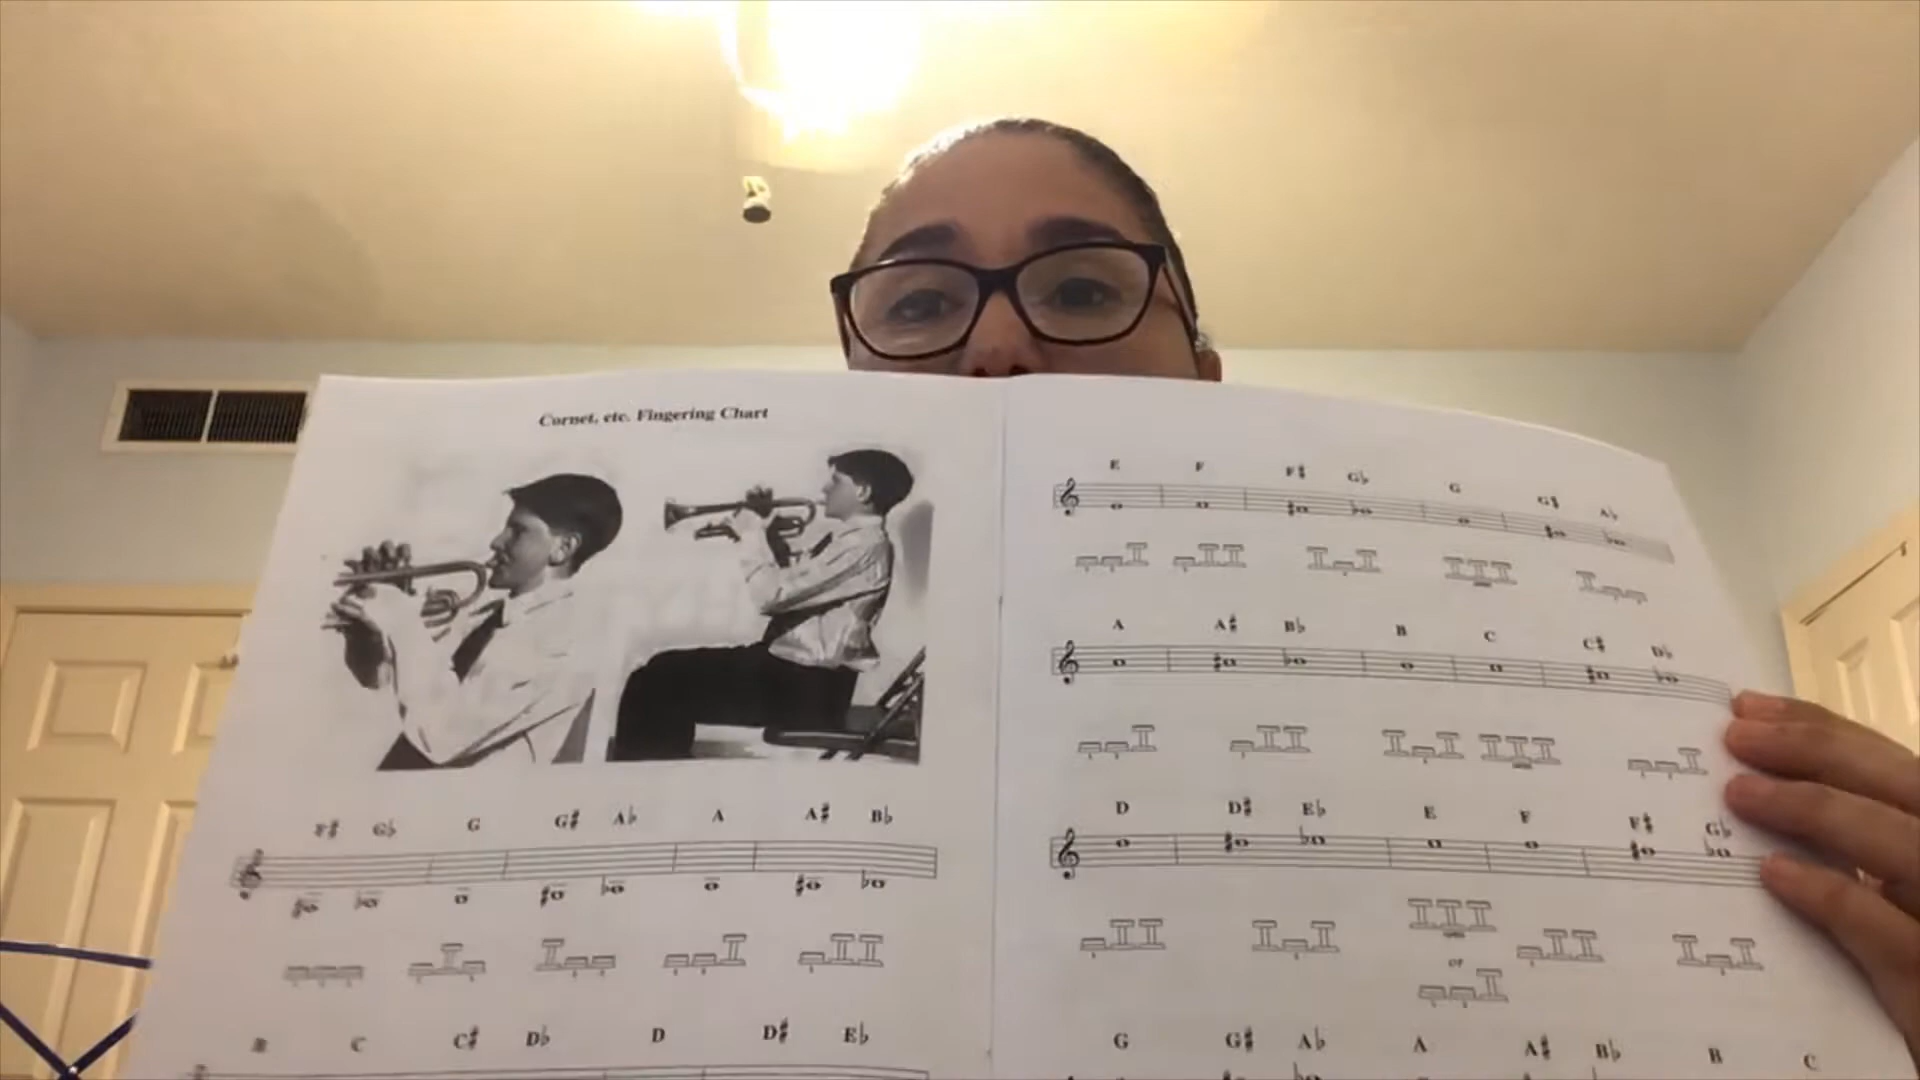 Cornet, etc. Fingering Chart
F♯ G♭ G G♯ A♭ A A♯ B♭
B C C♯ D♭ D D♯ E♭
E F F♯ G♭ G G♯ A♭
A A♯ B♭ B C C♯ D♭
D D♯ E♭ E F F♯ G♭
or
G G♯ A♭ A A♯ B♭ B C